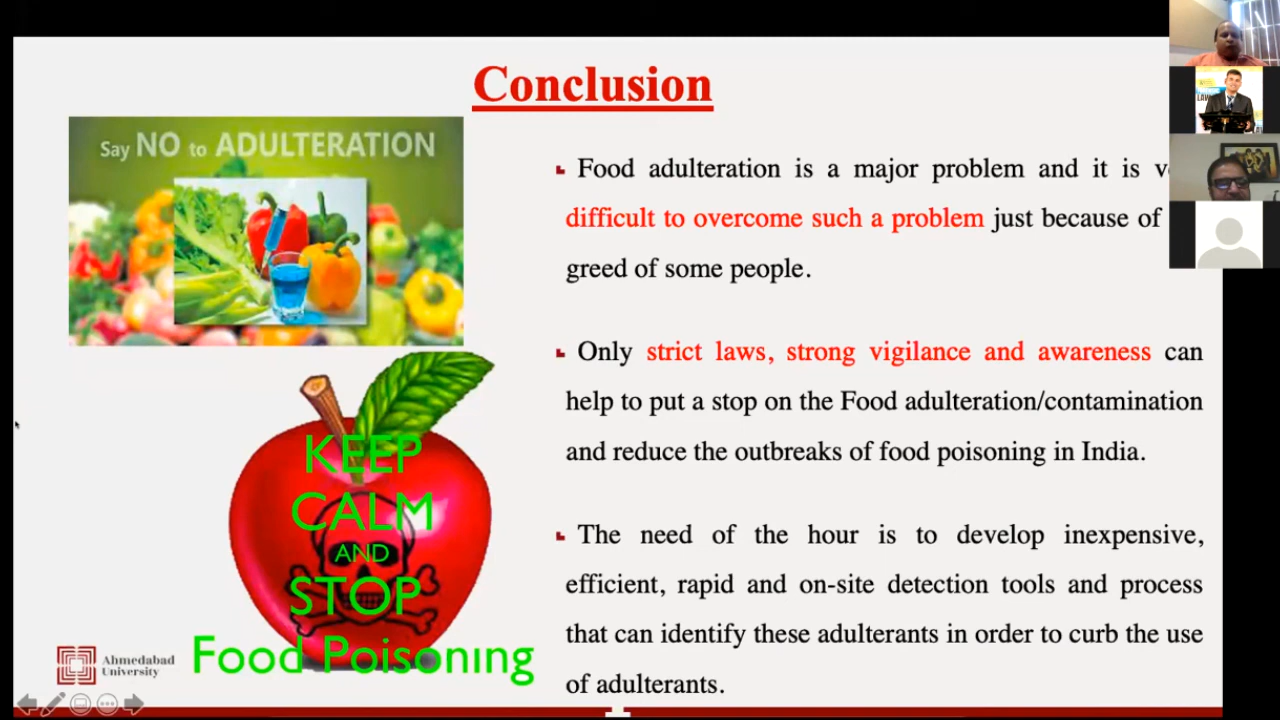 Conclusion
Say NO to ADULTERATION
Food adulteration is a major problem and it is
difficult to overcome such a problem just because of
greed of some people.
Only strict laws, strong vigilance and awareness can
help to put a stop on the Food adulteration/contamination
and reduce the outbreaks of food poisoning in India.
The need of the hour is to develop inexpensive,
efficient, rapid and on-site detection tools and process
that can identify these adulterants in order to curb the use
of adulterants.
KEEP
CALM
AND
STOP
Food Poisoning
Ahmedabad
University
LAW